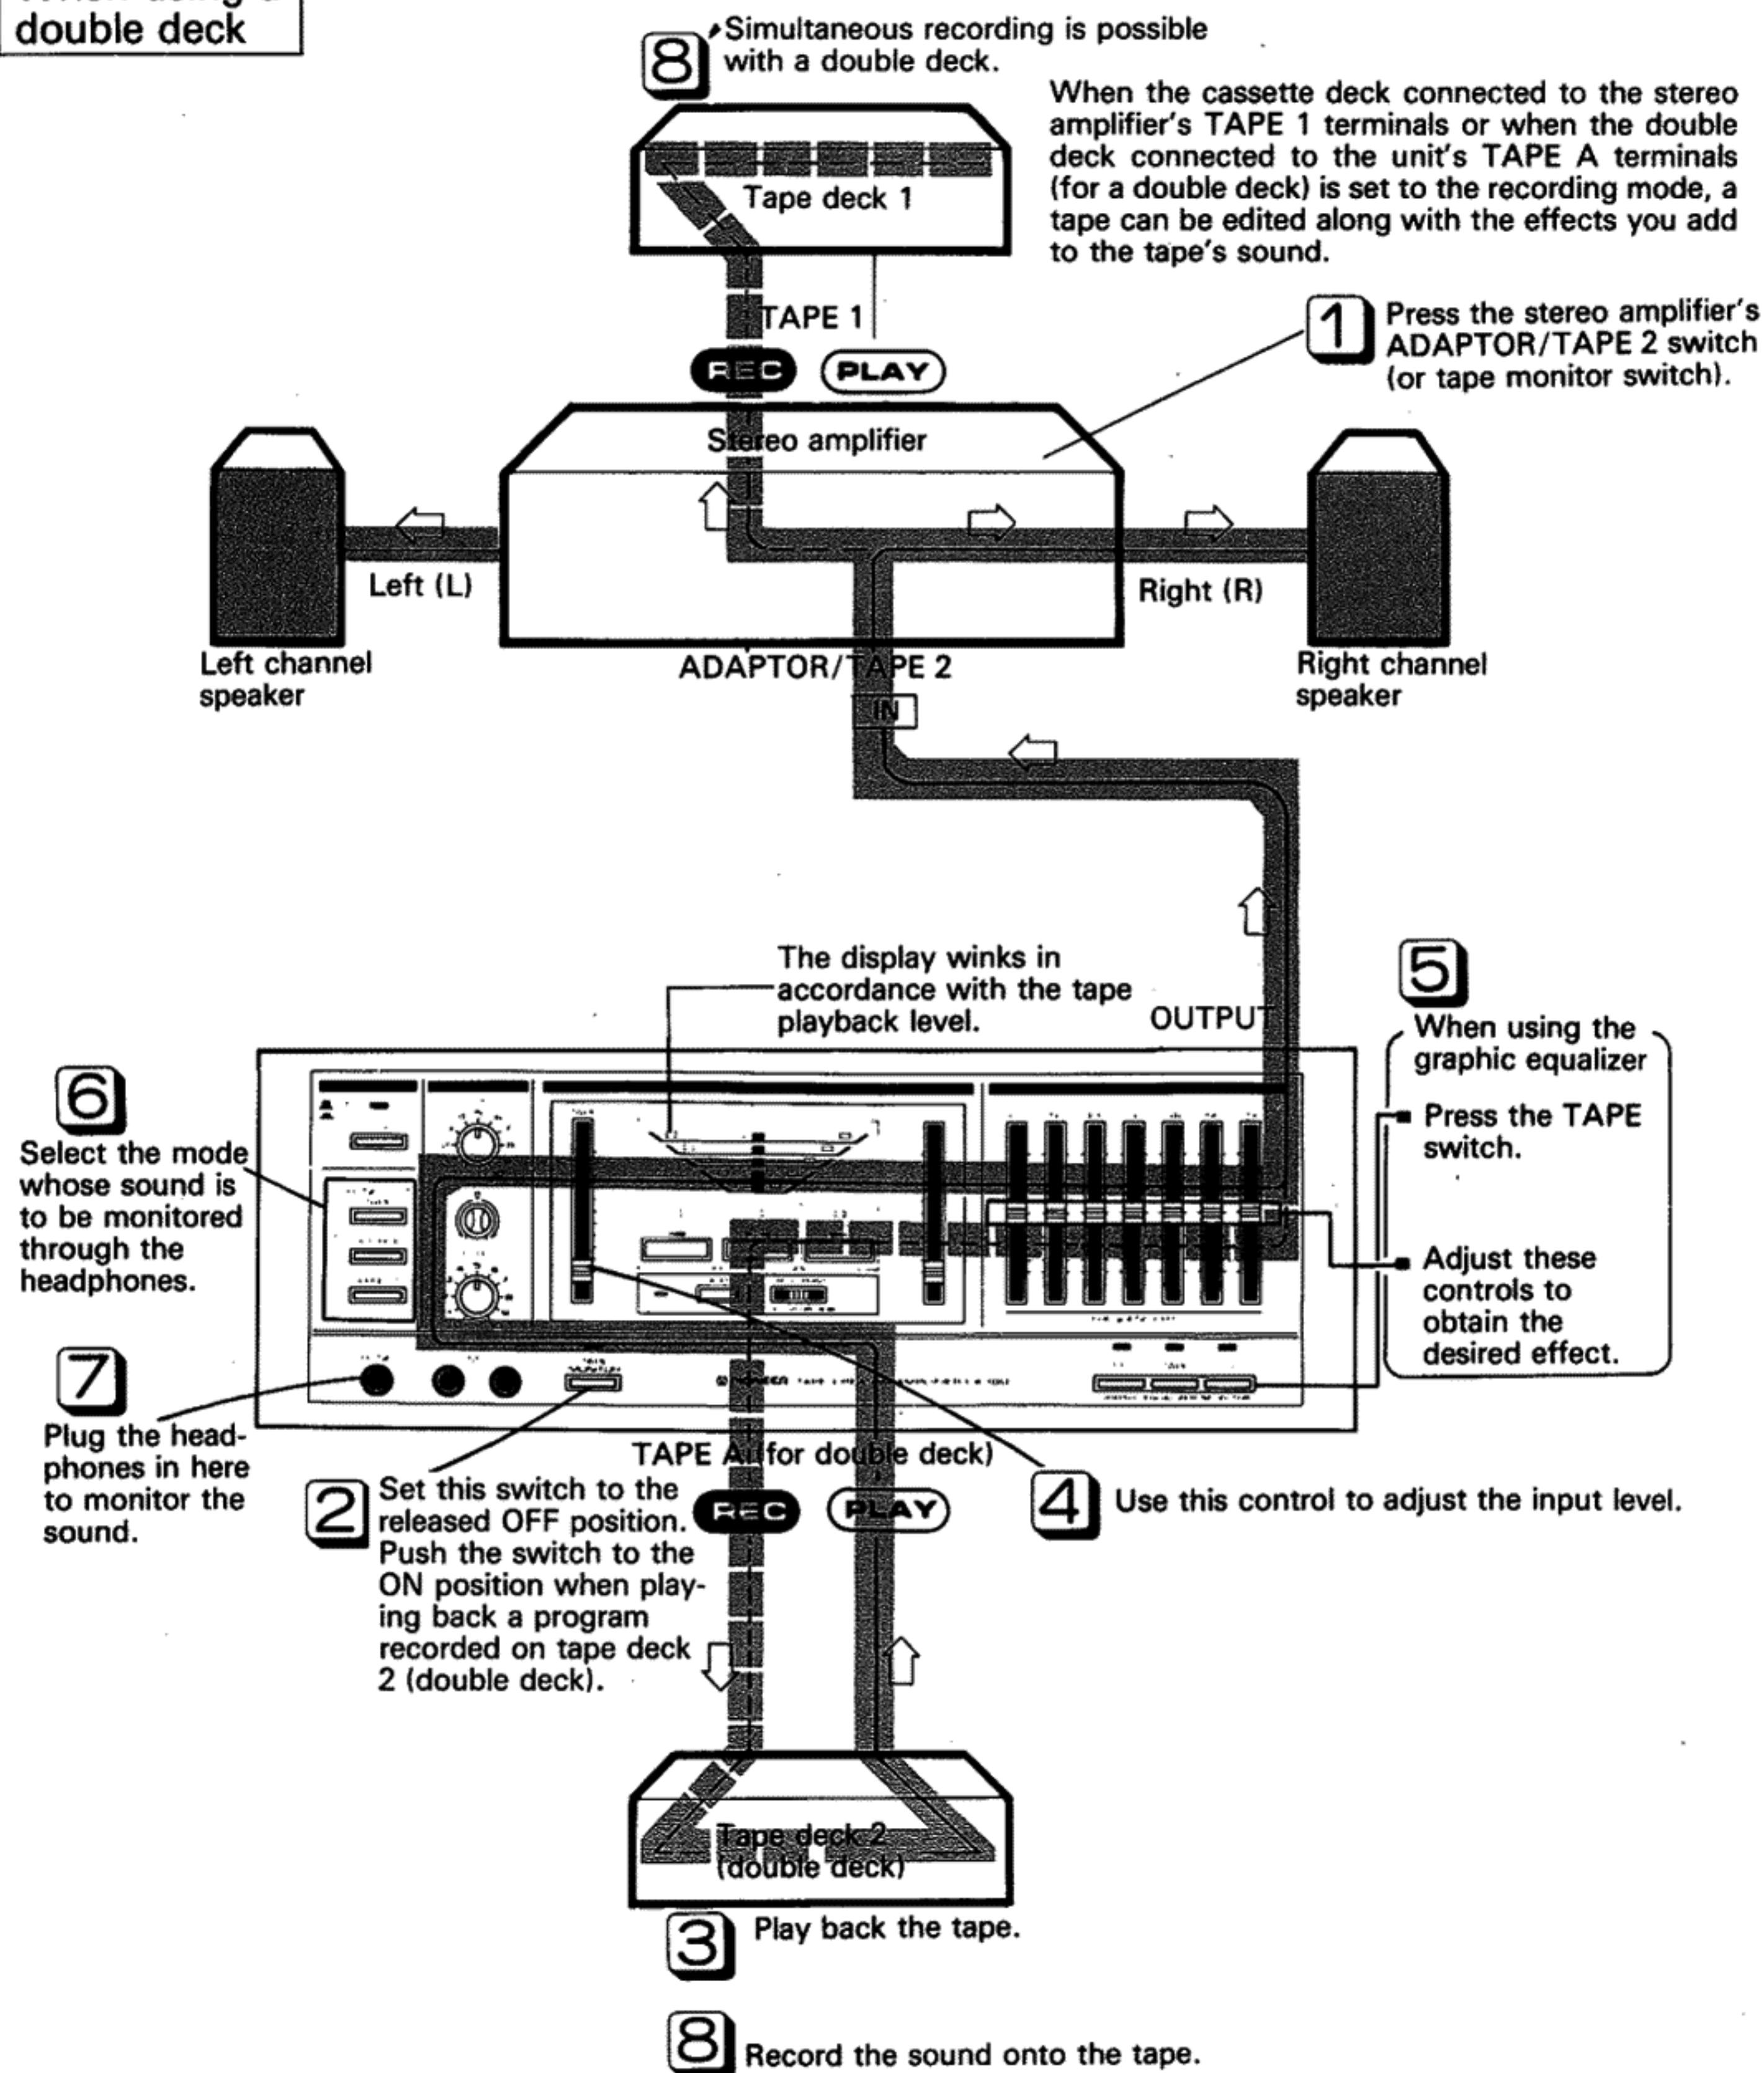 double deck
8
Simultaneous recording is possible
with a double deck.
When the cassette deck connected to the stereo
amplifier's TAPE 1 terminals or when the double
deck connected to the unit's TAPE A terminals
(for a double deck) is set to the recording mode, a
tape can be edited along with the effects you add
to the tape's sound.
Tape deck 1
TAPE 1
REC
PLAY
1
Press the stereo amplifier's
ADAPTOR/TAPE 2 switch
(or tape monitor switch).
Stereo amplifier
Left (L)
Right (R)
Left channel
speaker
ADAPTOR/TAPE 2
Right channel
speaker
IN
The display winks in
accordance with the tape
playback level.
OUTPUT
5
When using the
graphic equalizer
Press the TAPE
switch.
Adjust these
controls to
obtain the
desired effect.
6
Select the mode
whose sound is
to be monitored
through the
headphones.
7
Plug the head-
phones in here
to monitor the
sound.
PIONEER
TAPE A (for double deck)
REC
PLAY
2
Set this switch to the
released OFF position.
Push the switch to the
ON position when play-
ing back a program
recorded on tape deck
2 (double deck).
4
Use this control to adjust the input level.
Tape deck 2
(double deck)
3
Play back the tape.
8
Record the sound onto the tape.